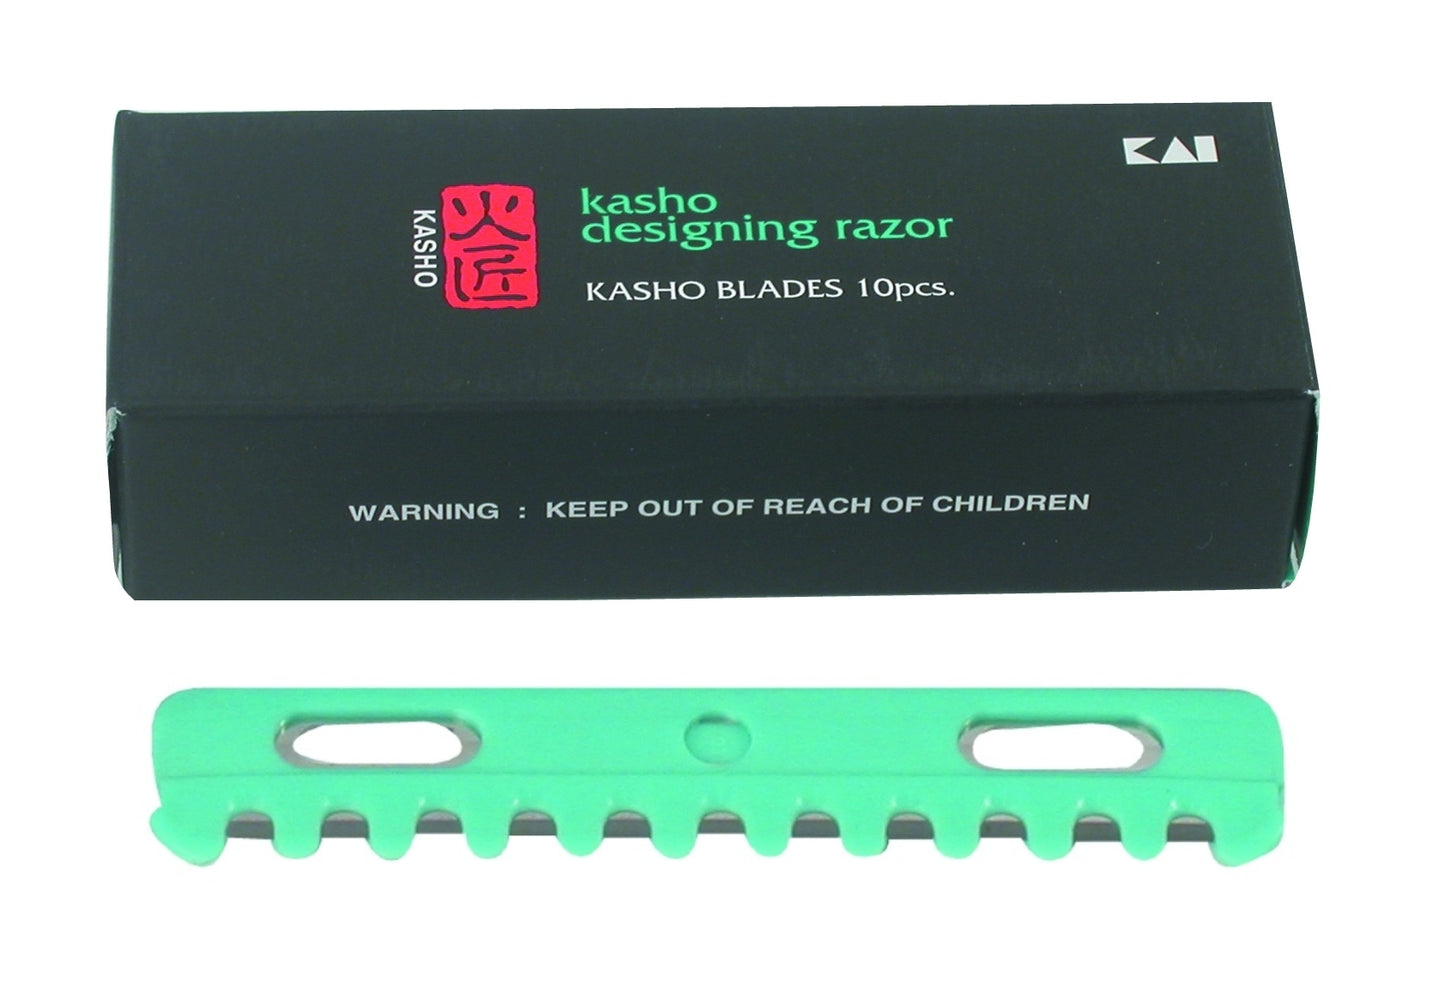 KAI
kasho
designing razor
KASHO
火匠
KASHO BLADES 10pcs.
WARNING : KEEP OUT OF REACH OF CHILDREN